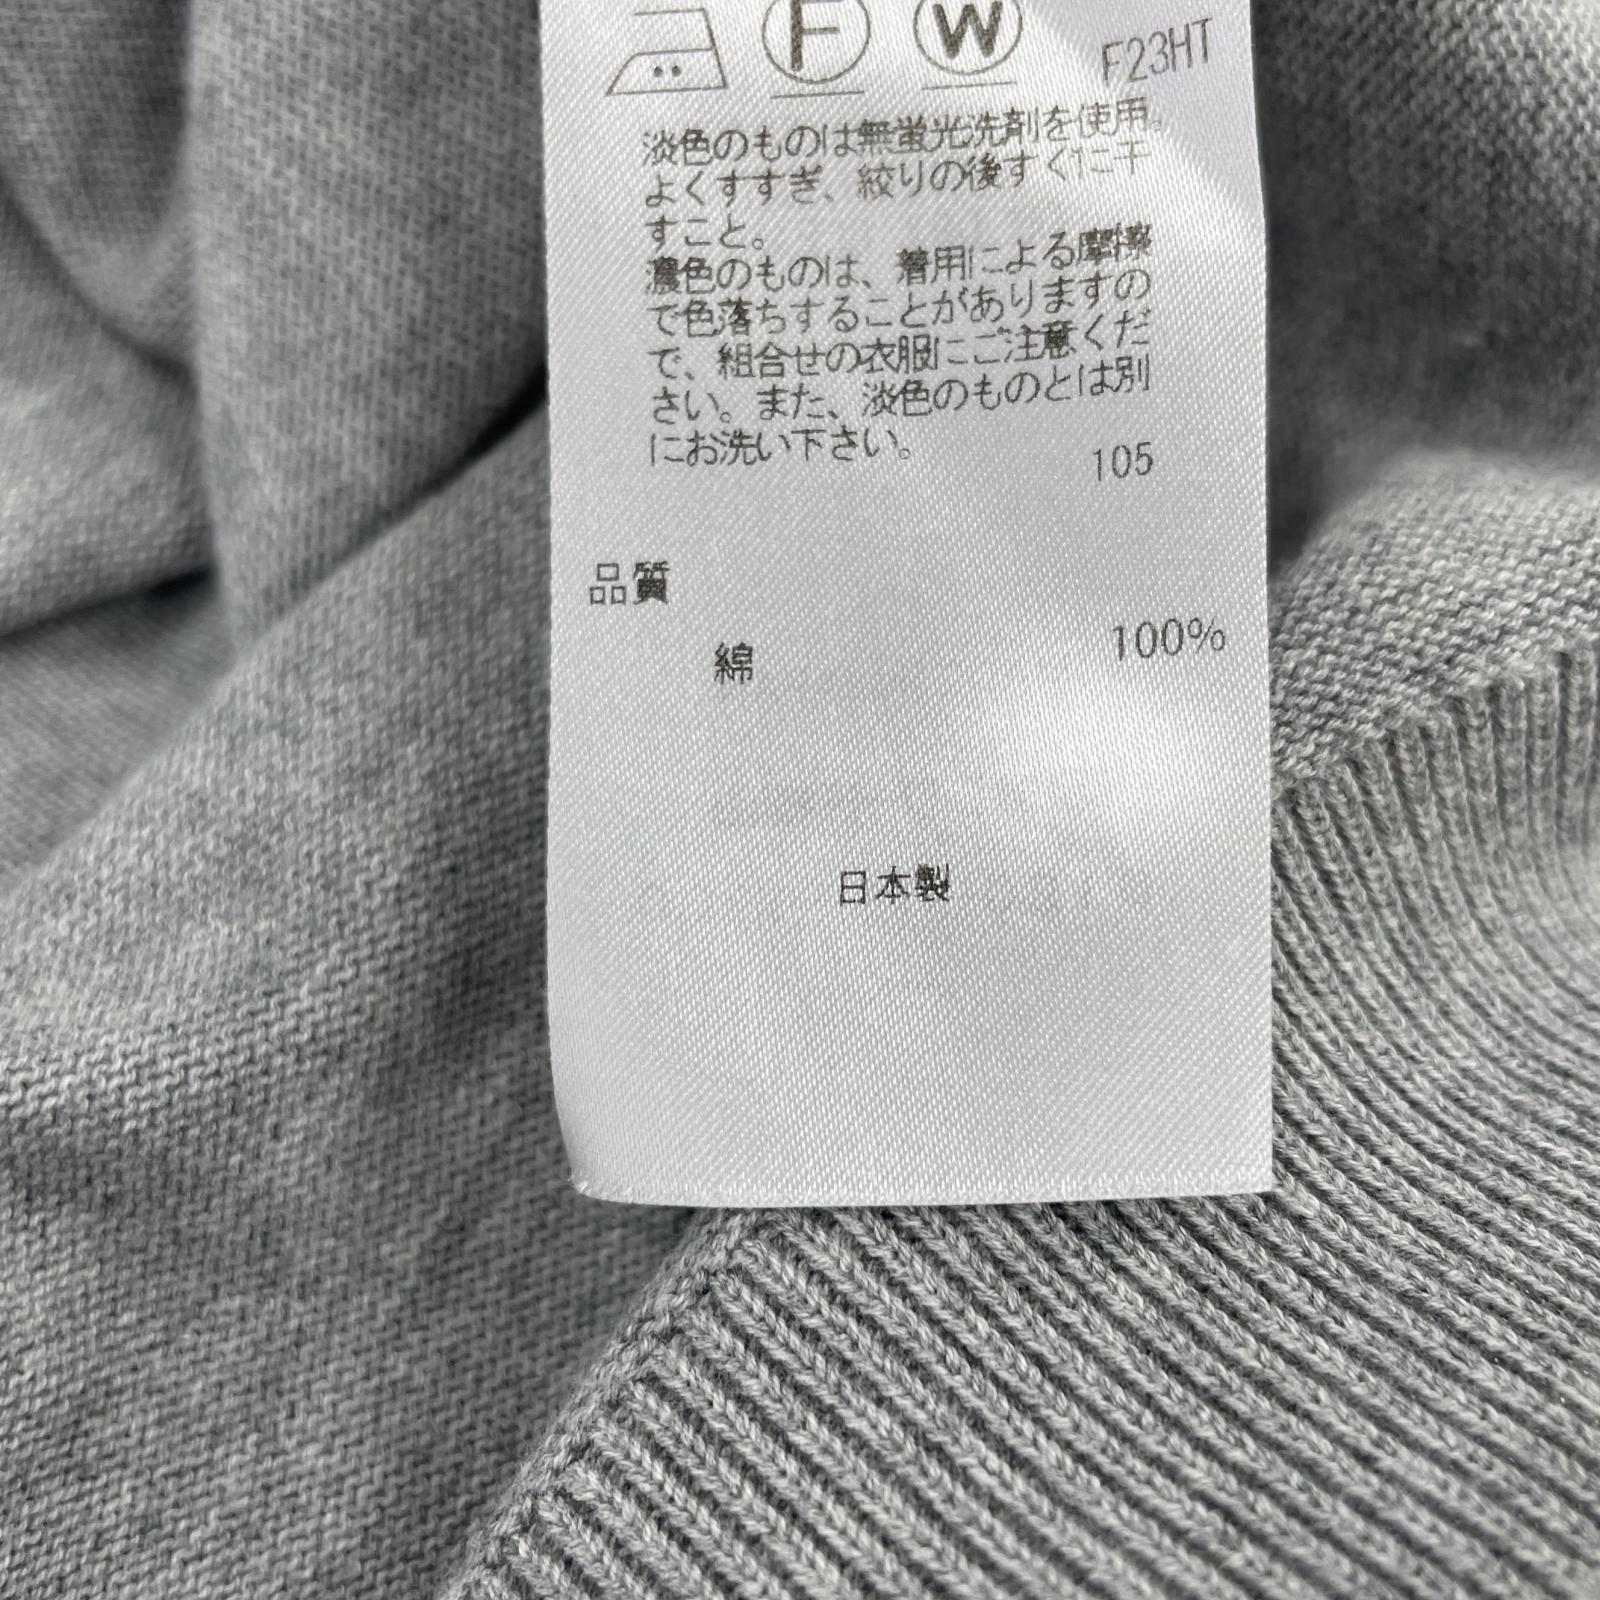 F W F23HT
淡色のものは無蛍光洗剤を使用。
よくすすぎ、絞りの後すぐに干
すこと。
濃色のものは、着用による摩擦
で色落ちすることがありますの
で、組合せの衣服にご注意くだ
さい。また、淡色のものとは別
にお洗い下さい。
105
品質
綿 100%
日本製